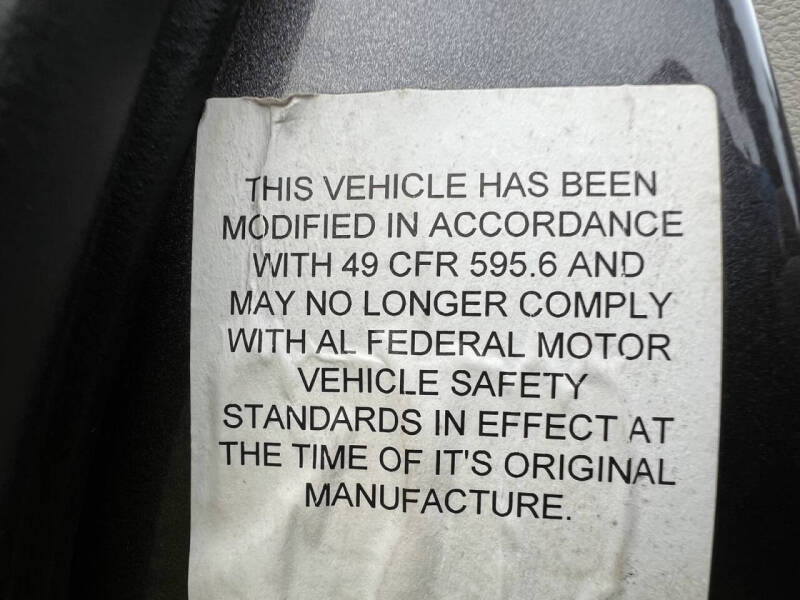 THIS VEHICLE HAS BEEN
MODIFIED IN ACCORDANCE
WITH 49 CFR 595.6 AND
MAY NO LONGER COMPLY
WITH AL FEDERAL MOTOR
VEHICLE SAFETY
STANDARDS IN EFFECT AT
THE TIME OF IT'S ORIGINAL
MANUFACTURE.